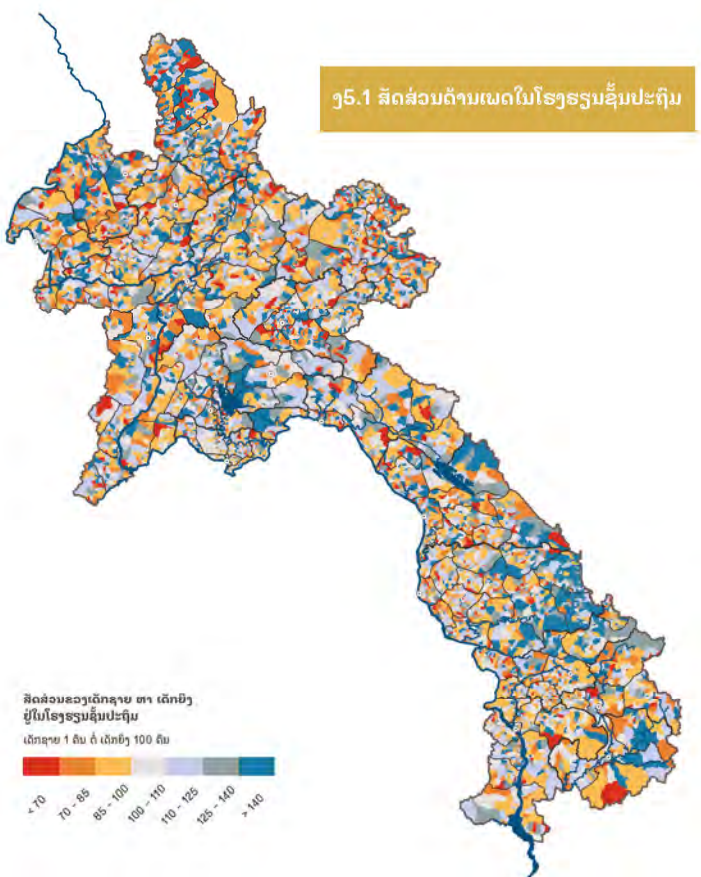 ງ5.1 ສັດສ່ວນດ້ານເພດໃນໂຮງຮຽນຊັ້ນປະຖົມ
ສັດສ່ວນຂວງເດັກຊາຍ ຫາ ເດັກຍິງ
ຢູ່ໃນໂຮງຮຽນຊັ້ນປະຖົມ
ເດັກຊາຍ 1 ຄົນ ຕໍ່ ເດັກຍິງ 100 ຄົນ
< 70
70 - 85
85 - 100
100 - 110
110 - 125
125 - 140
> 140